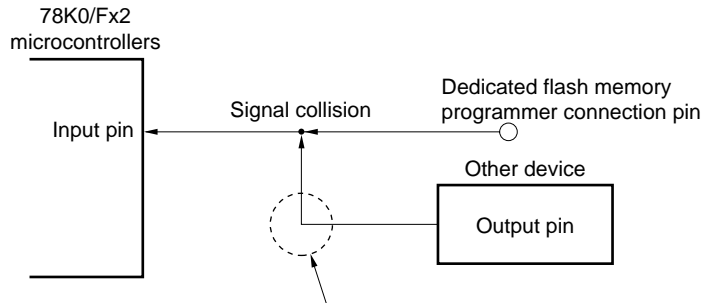 78K0/Fx2
microcontrollers
Input pin
Signal collision
Dedicated flash memory
programmer connection pin
Other device
Output pin